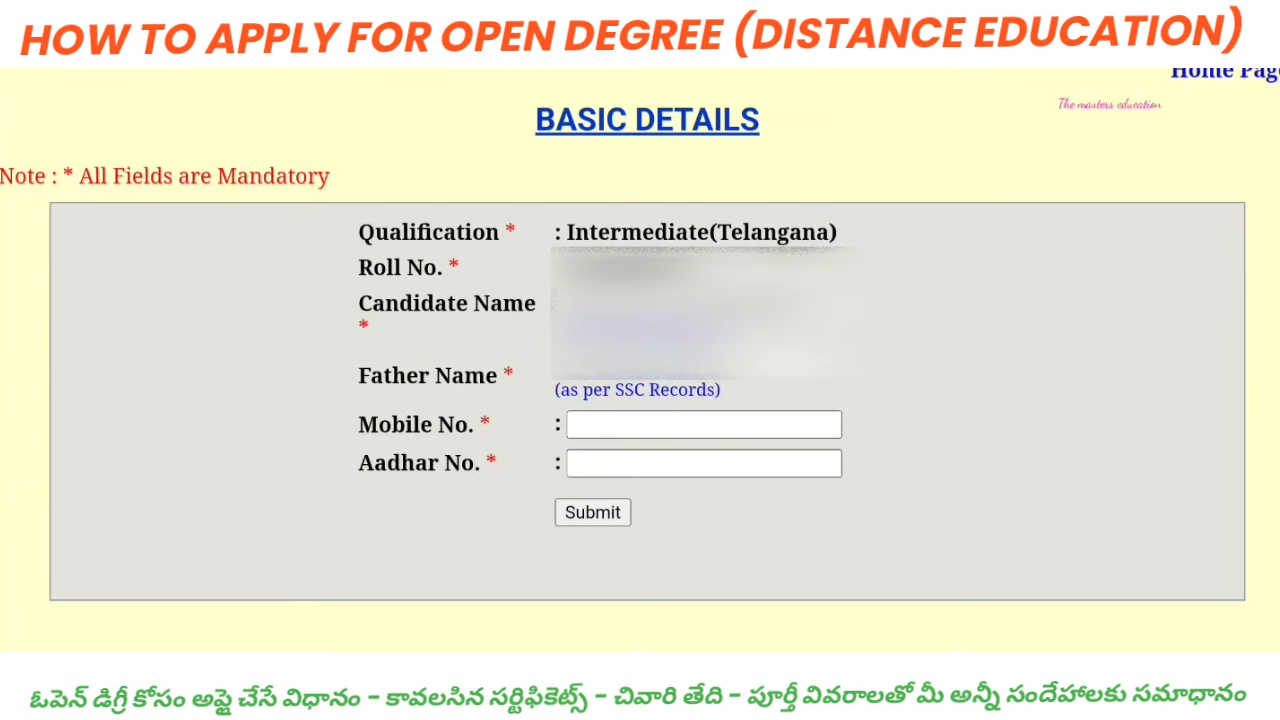 HOW TO APPLY FOR OPEN DEGREE (DISTANCE EDUCATION)
Home Pag
The masters education
BASIC DETAILS
Note : * All Fields are Mandatory
Qualification * : Intermediate(Telangana)
Roll No. *
Candidate Name
*
Father Name *
(as per SSC Records)
Mobile No. * :
Aadhar No. * :
Submit
ఓపెన్ డిగ్రీ కోసం అప్లై చేసే విధానం - కావలసిన సర్టిఫికెట్స్ - చివారి తేది - పూర్తి వివరాలతో మీ అన్నీ సందేహాలకు సమాధానం